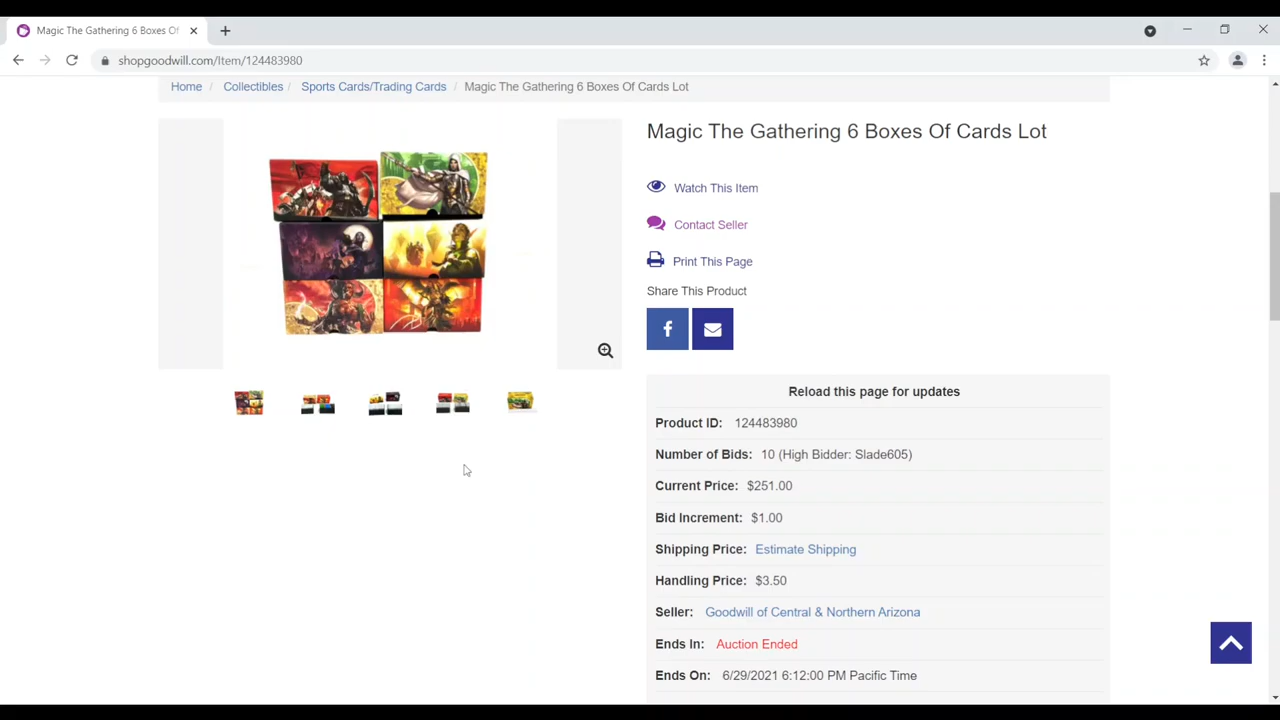 Magic The Gathering 6 Boxes Of
shopgoodwill.com/Item/124483980
Home / Collectibles / Sports Cards/Trading Cards / Magic The Gathering 6 Boxes Of Cards Lot
Magic The Gathering 6 Boxes Of Cards Lot
Watch This Item
Contact Seller
Print This Page
Share This Product
Reload this page for updates
Product ID: 124483980
Number of Bids: 10 (High Bidder: Slade605)
Current Price: $251.00
Bid Increment: $1.00
Shipping Price: Estimate Shipping
Handling Price: $3.50
Seller: Goodwill of Central & Northern Arizona
Ends In: Auction Ended
Ends On: 6/29/2021 6:12:00 PM Pacific Time